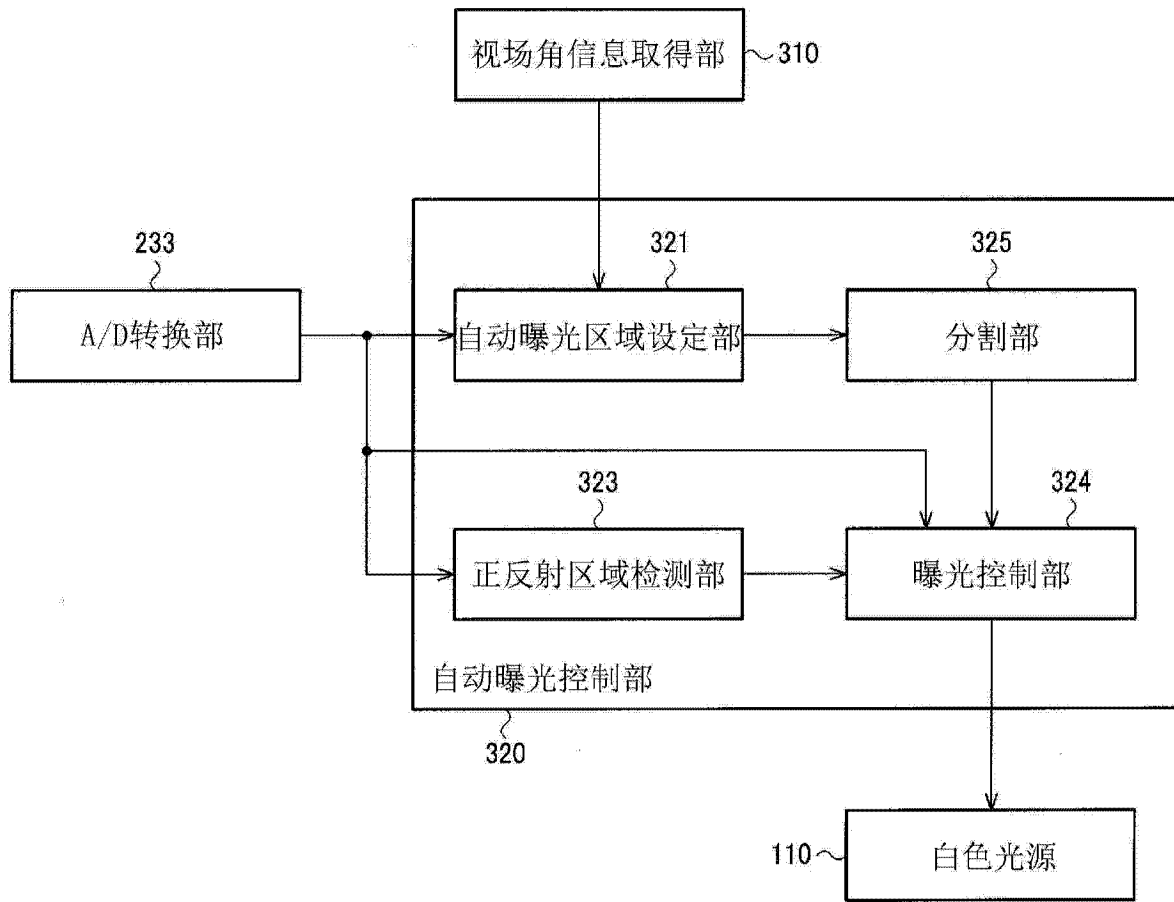 视场角信息取得部
310
233
321
325
A/D转换部
自动曝光区域设定部
分割部
323
324
正反射区域检测部
曝光控制部
自动曝光控制部
320
110
白色光源